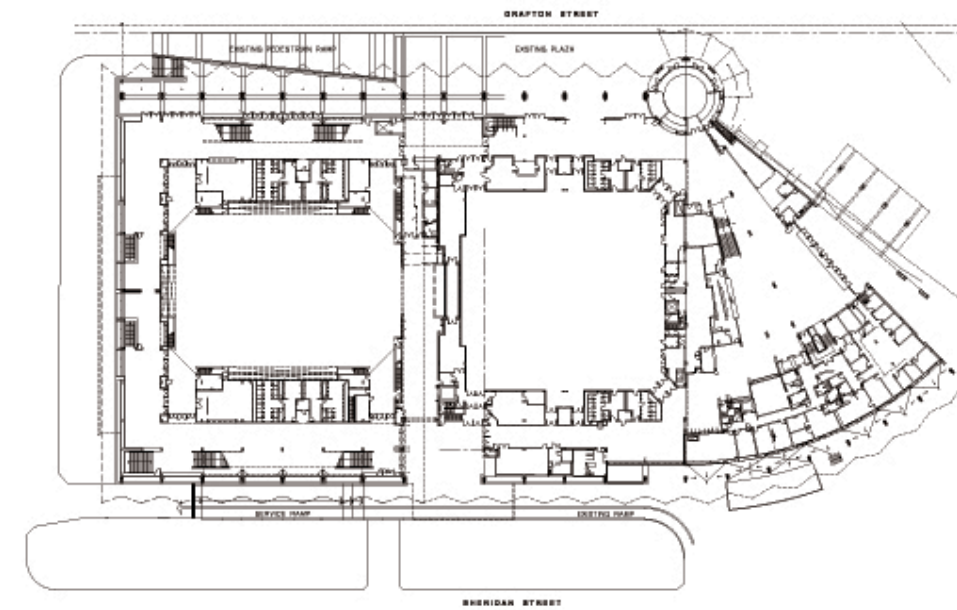 GRAFTON STREET
EXISTING PEDESTRIAN RAMP
EXISTING PLAZA
SERVICE RAMP
EXISTING RAMP
SHERIDAN STREET